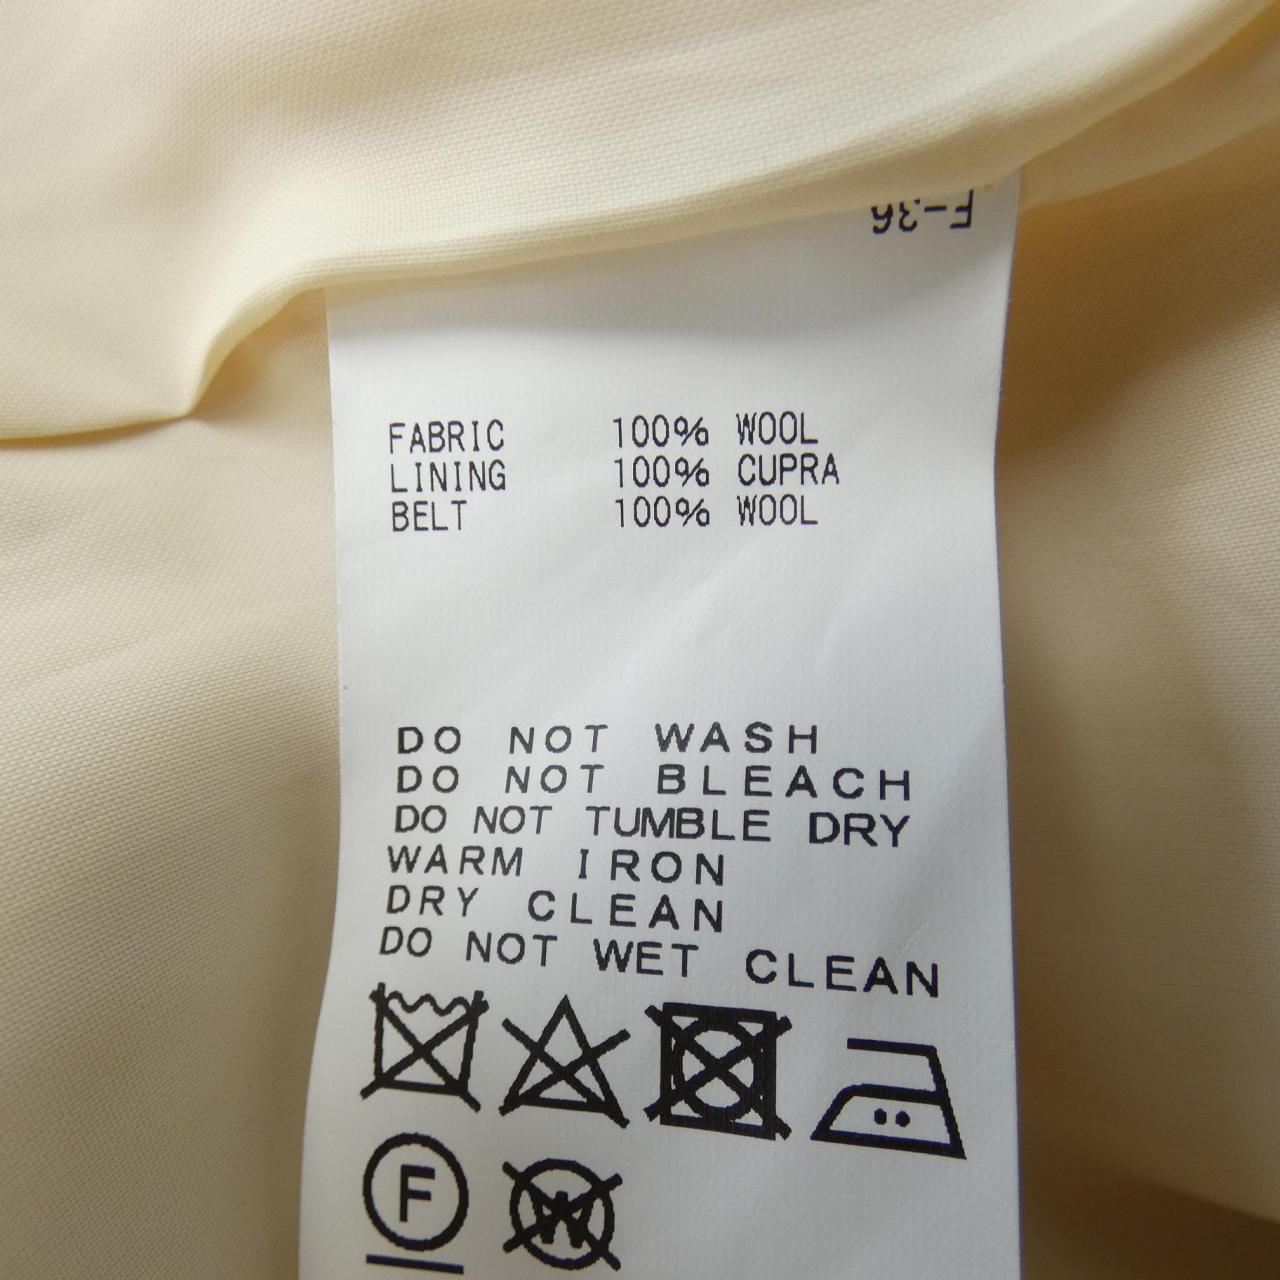 F-36
FABRIC 100% WOOL
LINING 100% CUPRA
BELT 100% WOOL
DO NOT WASH
DO NOT BLEACH
DO NOT TUMBLE DRY
WARM IRON
DRY CLEAN
DO NOT WET CLEAN
F W